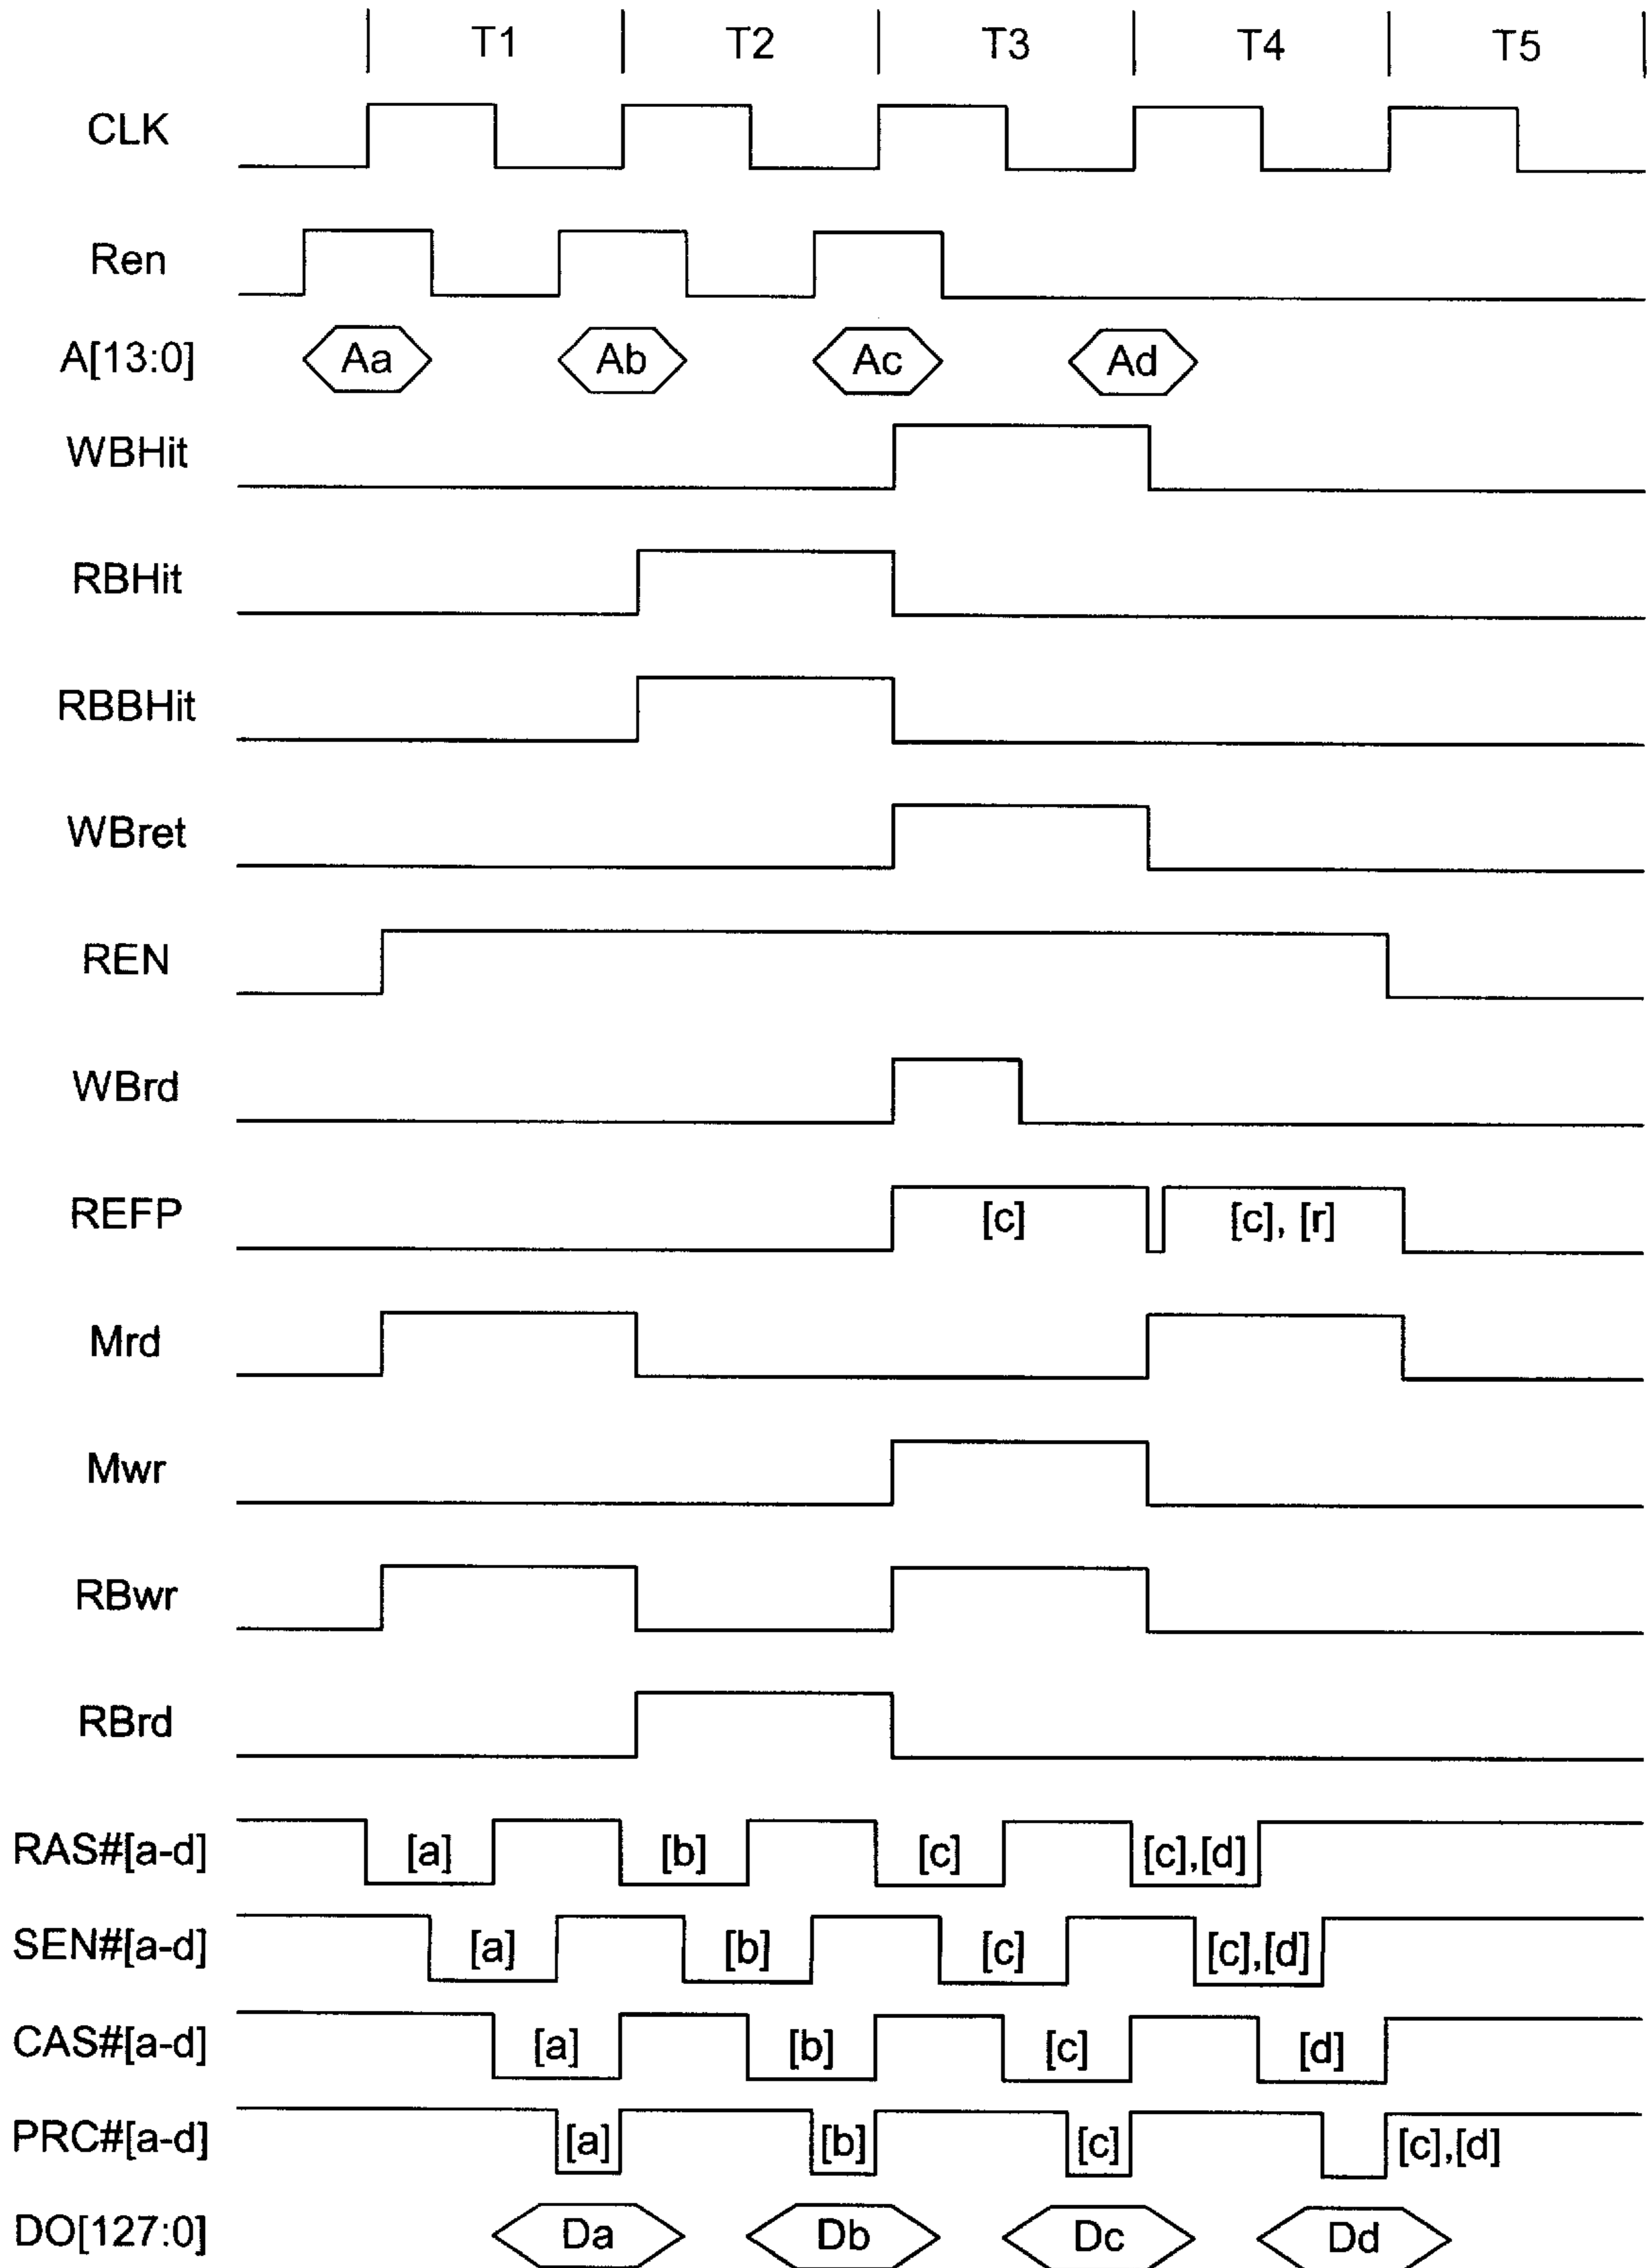 T1 T2 T3 T4 T5
CLK
Ren
A[13:0] Aa Ab Ac Ad
WBHit
RBHit
RBBHit
WBret
REN
WBrd
REFP [c] [c], [r]
Mrd
Mwr
RBwr
RBrd
RAS#[a-d] [a] [b] [c] [c],[d]
SEN#[a-d] [a] [b] [c] [c],[d]
CAS#[a-d] [a] [b] [c] [d]
PRC#[a-d] [a] [b] [c] [c],[d]
DO[127:0] Da Db Dc Dd